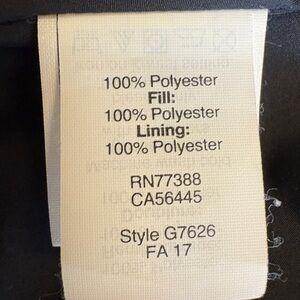 100% Polyester
Fill:
100% Polyester
Lining:
100% Polyester
RN77388
CA56445
Style G7626
FA 17